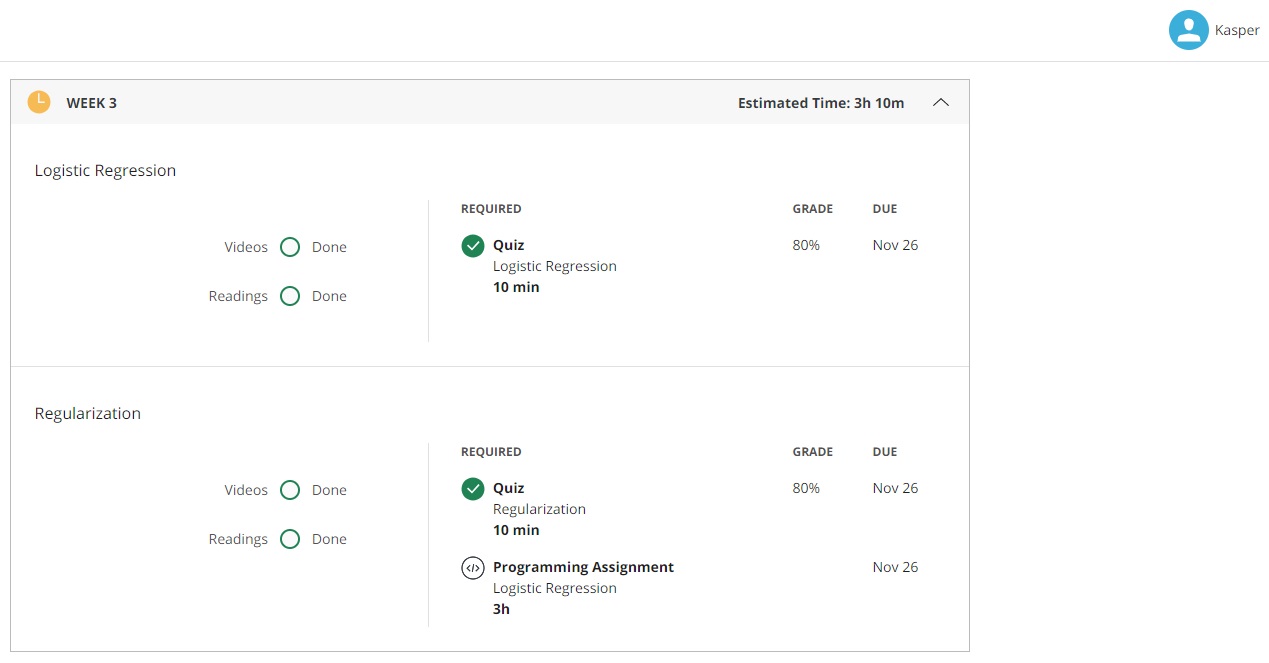 Kasper
WEEK 3 Estimated Time: 3h 10m
Logistic Regression
REQUIRED GRADE DUE
Videos Done
Readings Done
Quiz 80% Nov 26
Logistic Regression
10 min
Regularization
REQUIRED GRADE DUE
Videos Done
Readings Done
Quiz 80% Nov 26
Regularization
10 min
Programming Assignment Nov 26
Logistic Regression
3h